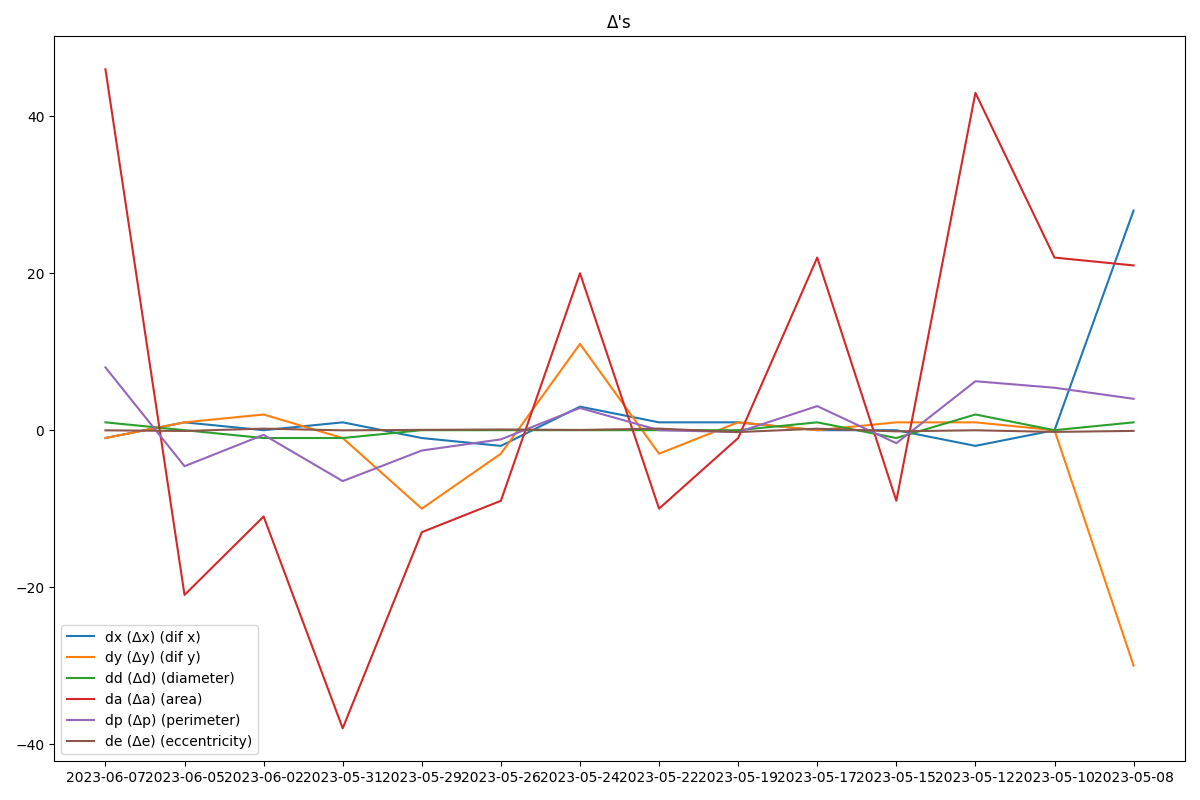 Δ's
40
20
0
−20
−40
dx (Δx) (dif x)
dy (Δy) (dif y)
dd (Δd) (diameter)
da (Δa) (area)
dp (Δp) (perimeter)
de (Δe) (eccentricity)
2023-06-07 2023-06-05 2023-06-02 2023-05-31 2023-05-29 2023-05-26 2023-05-24 2023-05-22 2023-05-19 2023-05-17 2023-05-15 2023-05-12 2023-05-10 2023-05-08